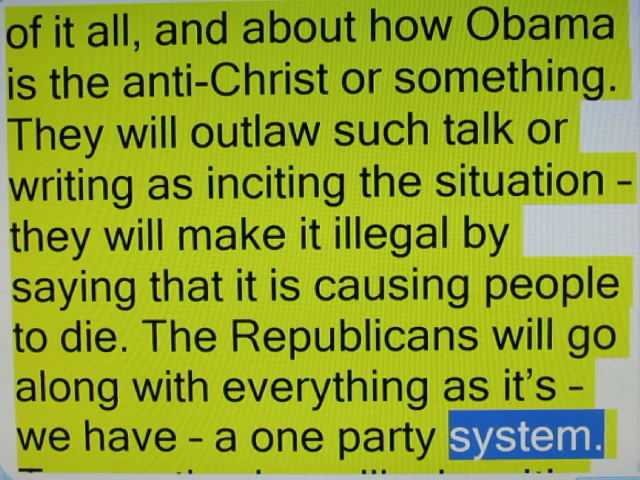 of it all, and about how Obama
is the anti-Christ or something.
They will outlaw such talk or
writing as inciting the situation –
they will make it illegal by
saying that it is causing people
to die. The Republicans will go
along with everything as it’s –
we have – a one party system.